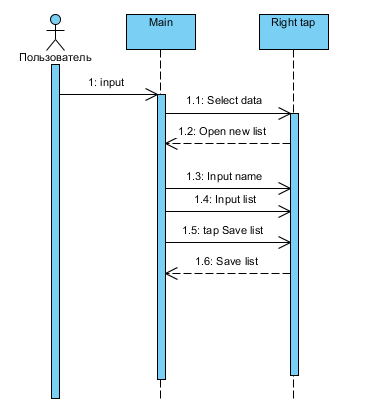 Main
Right tap
Пользователь
1: input
1.1: Select data
1.2: Open new list
1.3: Input name
1.4: Input list
1.5: tap Save list
1.6: Save list